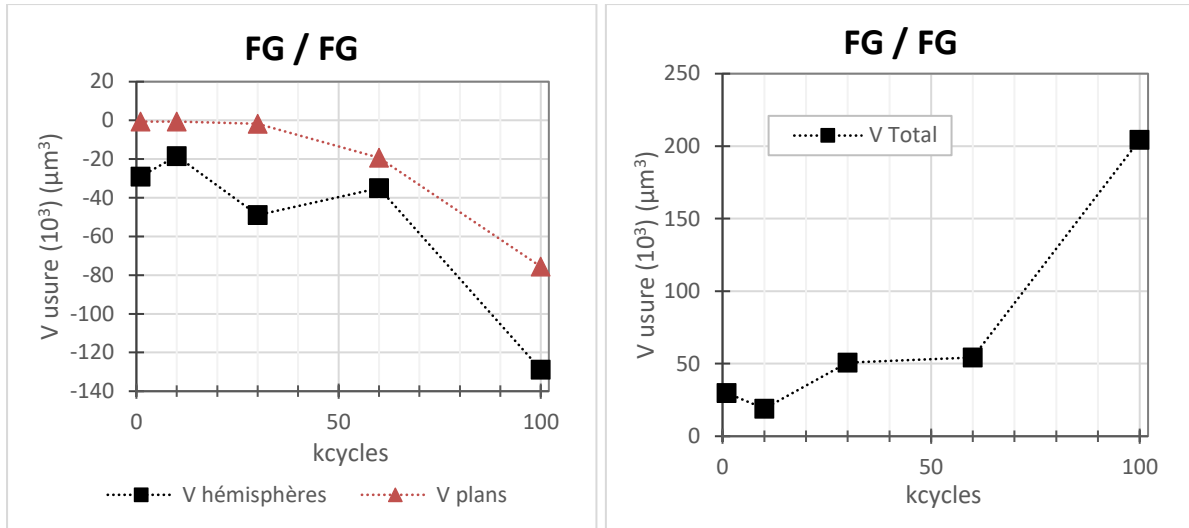 FG / FG
20
0
-20
-40
-60
-80
-100
-120
-140
V usure (10³) (µm³)
0
50
100
kcycles
V hémisphères
V plans
FG / FG
250
200
150
100
50
0
V usure (10³) (µm³)
V Total
0
50
100
kcycles